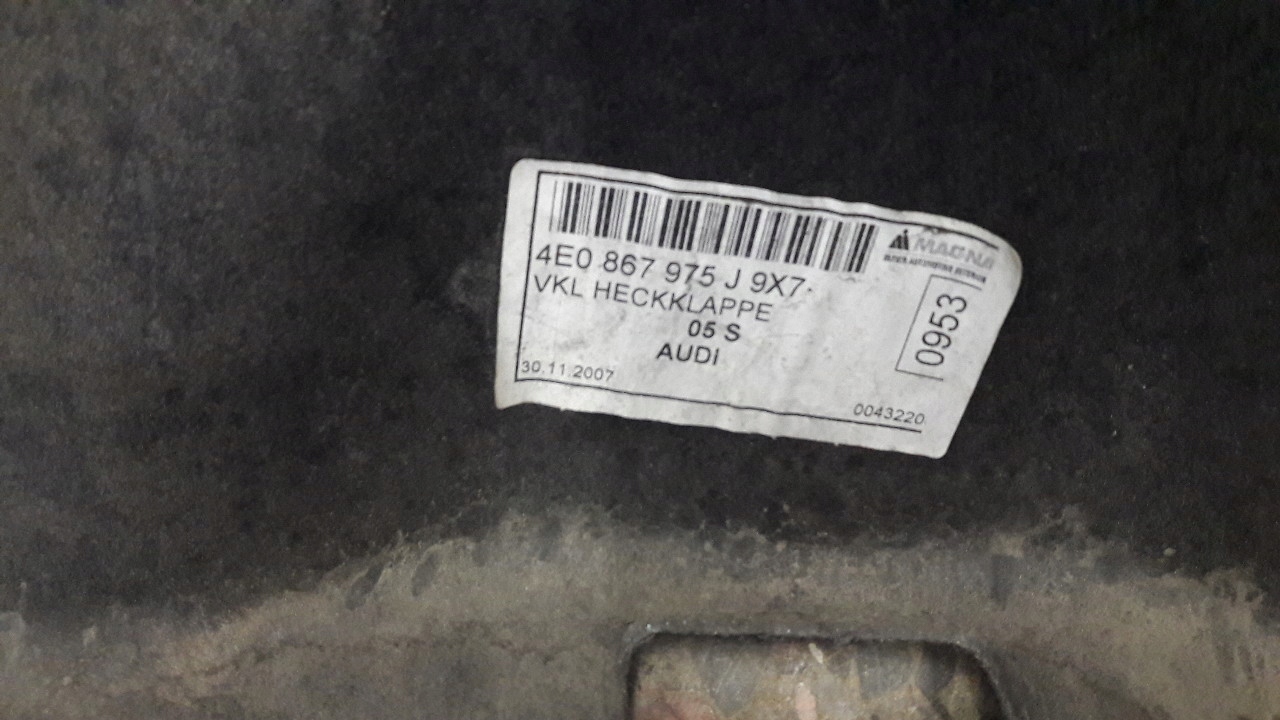 MAGNA
4E0 867 975 J 9X7
VKL HECKKLAPPE
05 S
AUDI
0953
30.11.2007
0043220